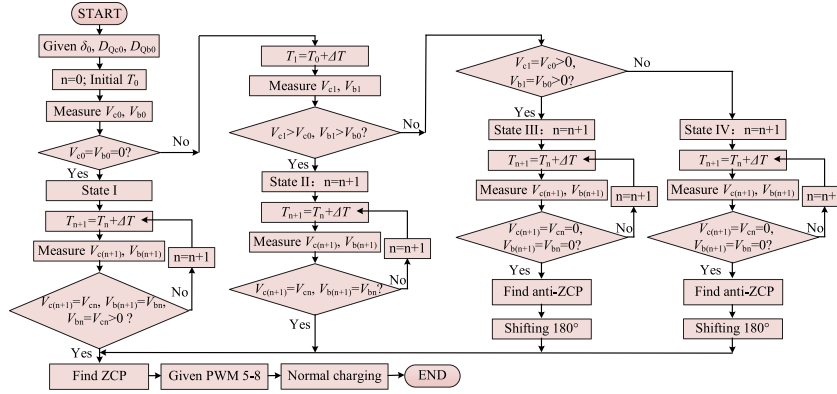 START
Given δ0, DQc0, DQb0
n=0; Initial T0
Measure Vc0, Vb0
Vc0=Vb0=0?
No
Yes
State I
Tn+1=Tn+ΔT
Measure Vc(n+1), Vb(n+1)
n=n+1
Vc(n+1)=Vcn, Vb(n+1)=Vbn,
Vbn=Vcn>0 ?
No
Yes
T1=T0+ΔT
Measure Vc1, Vb1
Vc1>Vc0, Vb1>Vb0?
No
Yes
State II: n=n+1
Tn+1=Tn+ΔT
Measure Vc(n+1), Vb(n+1)
n=n+1
Vc(n+1)=Vcn, Vb(n+1)=Vbn?
No
Yes
Vc1=Vc0>0,
Vb1=Vb0>0?
No
Yes
State III: n=n+1
Tn+1=Tn+ΔT
Measure Vc(n+1), Vb(n+1)
n=n+1
Vc(n+1)=Vcn=0,
Vb(n+1)=Vbn=0?
No
Yes
Find anti-ZCP
Shifting 180°
State IV: n=n+1
Tn+1=Tn+ΔT
Measure Vc(n+1), Vb(n+1)
n=n+
Vc(n+1)=Vcn=0,
Vb(n+1)=Vbn=0?
No
Yes
Find anti-ZCP
Shifting 180°
Find ZCP
Given PWM 5-8
Normal charging
END